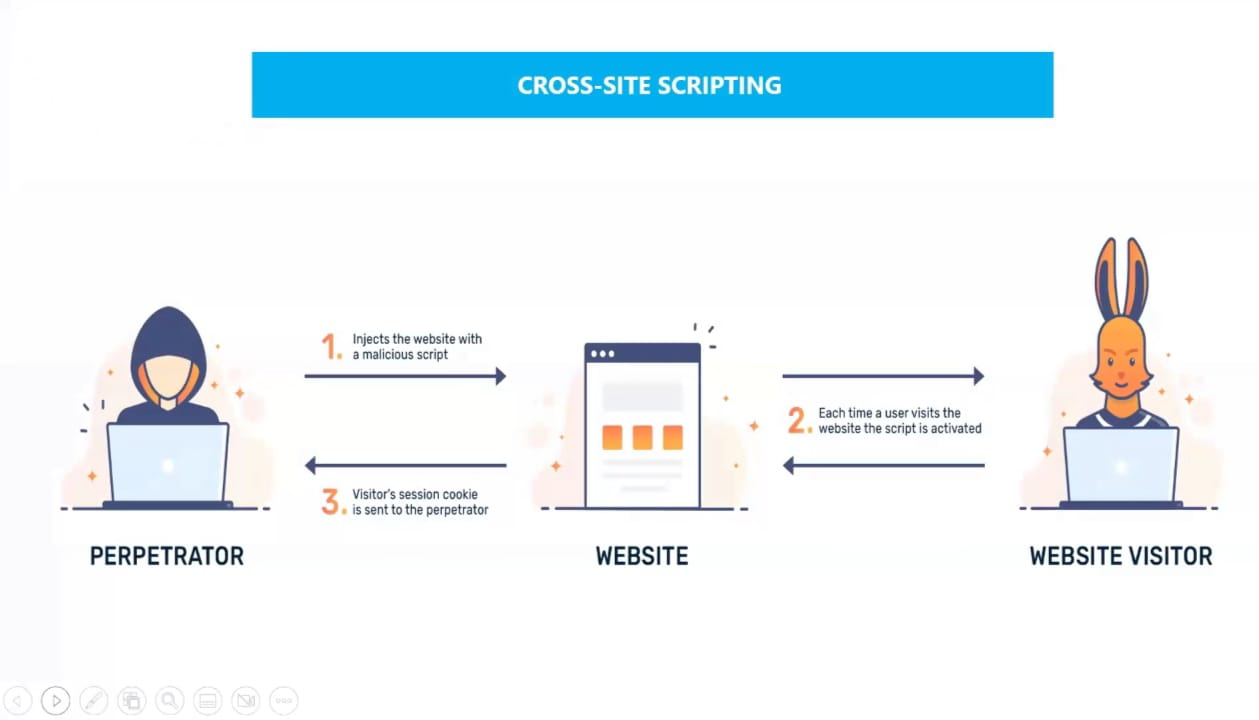 CROSS-SITE SCRIPTING
1. Injects the website with
a malicious script
2. Each time a user visits the
website the script is activated
3. Visitor's session cookie
is sent to the perpetrator
PERPETRATOR
WEBSITE
WEBSITE VISITOR